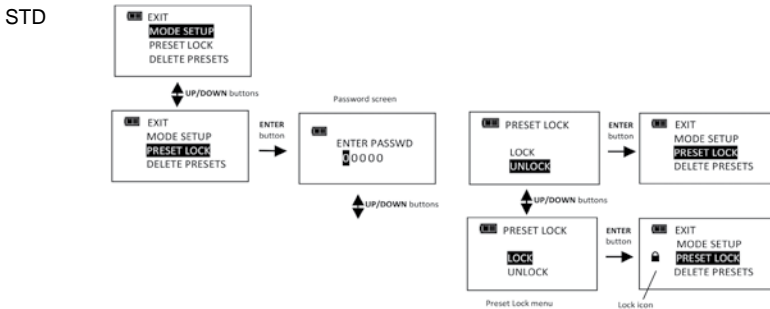 STD
EXIT
MODE SETUP
PRESET LOCK
DELETE PRESETS
UP/DOWN buttons
EXIT
MODE SETUP
PRESET LOCK
DELETE PRESETS
ENTER
button
Password screen
ENTER PASSWD
00000
UP/DOWN buttons
PRESET LOCK
LOCK
UNLOCK
ENTER
button
EXIT
MODE SETUP
PRESET LOCK
DELETE PRESETS
UP/DOWN buttons
PRESET LOCK
LOCK
UNLOCK
Preset Lock menu
ENTER
button
EXIT
MODE SETUP
PRESET LOCK
DELETE PRESETS
Lock icon